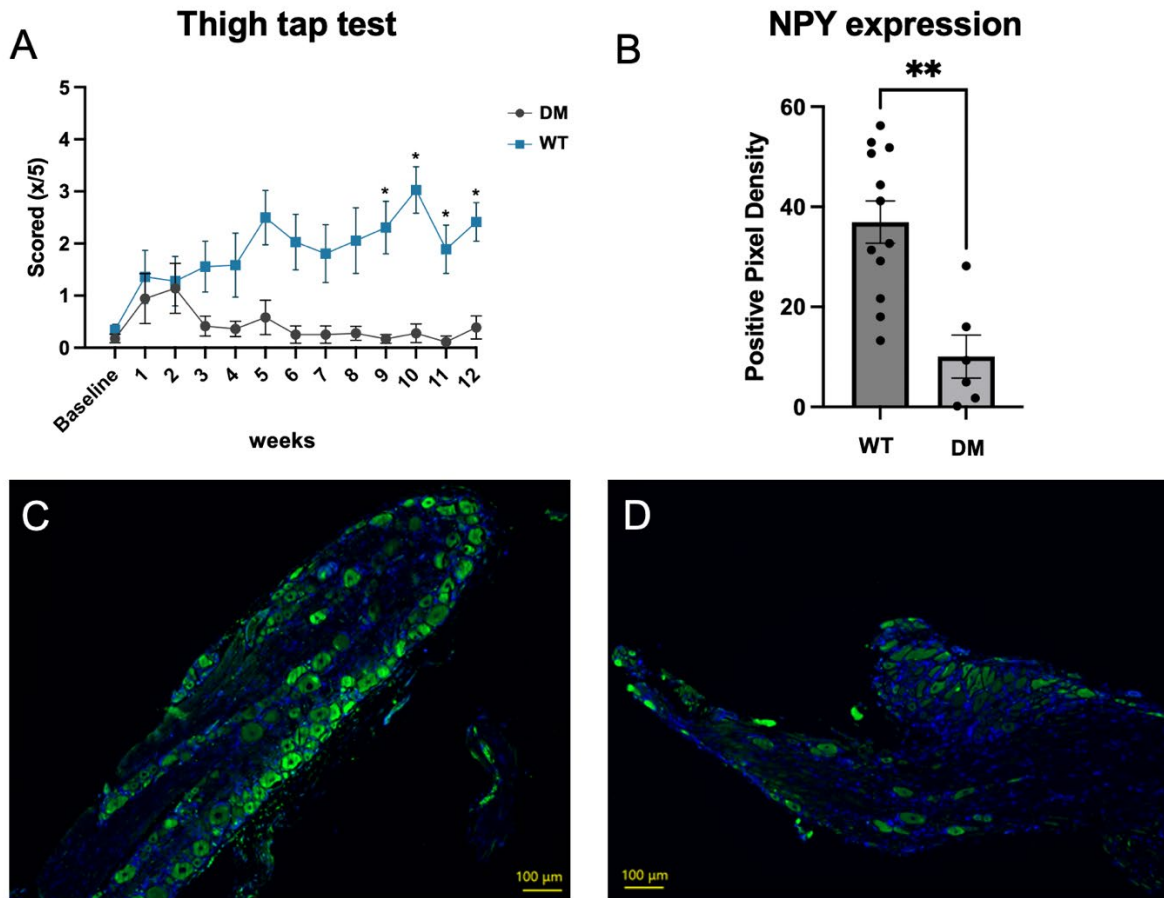 Thigh tap test
A
Scored (x/5)
5
4
3
2
1
0
DM
WT
*
*
*
*
Baseline
1
2
3
4
5
6
7
8
9
10
11
12
weeks
NPY expression
B
**
Positive Pixel Density
60
40
20
0
WT
DM
C
100 µm
D
100 µm